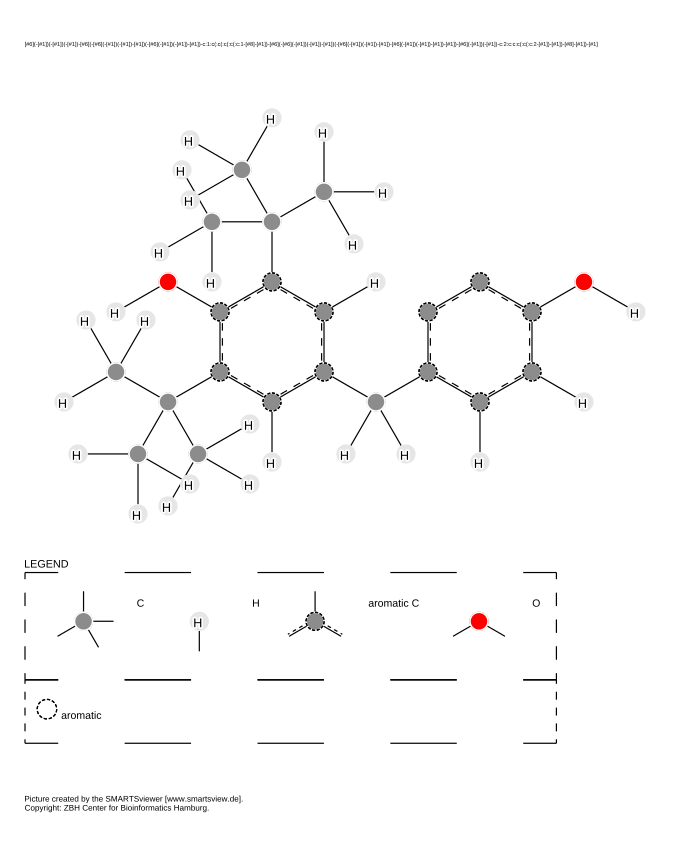 H
H
H
H
H
H
H
H
H H
H H
H H
H H
H
H H H
H H
H H
H
H
LEGEND
C H aromatic C O
H
aromatic
Picture created by the SMARTSviewer [www.smartsview.de].
Copyright: ZBH Center for Bioinformatics Hamburg.